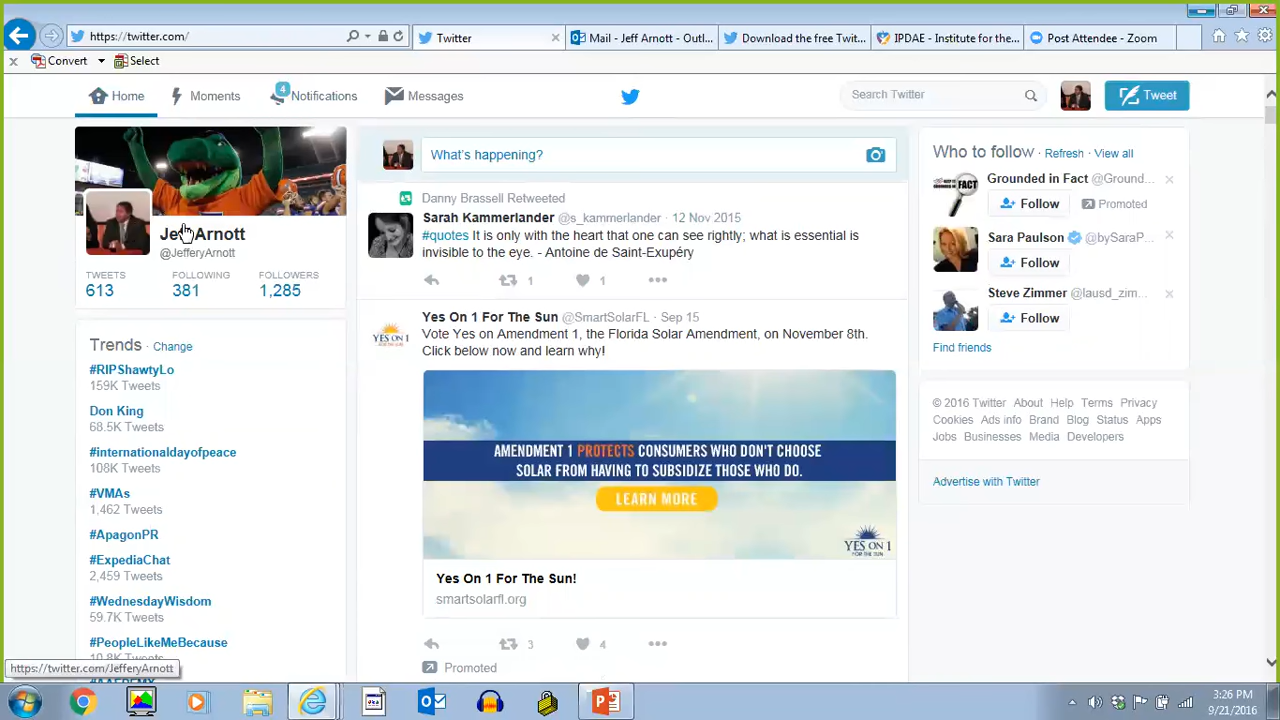 https://twitter.com/
Twitter
Mail - Jeff Arnott - Outl...
Download the free Twit...
IPDAE - Institute for the...
Post Attendee - Zoom
Convert
Select
Home
Moments
4
Notifications
Messages
Search Twitter
Tweet
What's happening?
Danny Brassell Retweeted
Sarah Kammerlander @s_kammerlander · 12 Nov 2015
#quotes It is only with the heart that one can see rightly; what is essential is
invisible to the eye. - Antoine de Saint-Exupéry
1
1
Arnott
@JefferyArnott
TWEETS FOLLOWING FOLLOWERS
613 381 1,285
Trends · Change
#RIPShawtyLo
159K Tweets
Don King
68.5K Tweets
#internationaldayofpeace
108K Tweets
#VMAs
1,462 Tweets
#ApagonPR
#ExpediaChat
2,459 Tweets
#WednesdayWisdom
59.7K Tweets
#PeopleLikeMeBecause
10.8K Tweets
https://twitter.com/JefferyArnott
Yes On 1 For The Sun @SmartSolarFL · Sep 15
Vote Yes on Amendment 1, the Florida Solar Amendment, on November 8th.
Click below now and learn why!
AMENDMENT 1 PROTECTS CONSUMERS WHO DON'T CHOOSE
SOLAR FROM HAVING TO SUBSIDIZE THOSE WHO DO.
LEARN MORE
YES ON 1
FOR THE SUN
Yes On 1 For The Sun!
smartsolarfl.org
3
4
Promoted
Who to follow · Refresh · View all
GROUNDED
in FACT
Grounded in Fact @Ground...
Follow
Promoted
Sara Paulson @bySaraP...
Follow
Steve Zimmer @lausd_zim...
Follow
Find friends
© 2016 Twitter About Help Terms Privacy
Cookies Ads info Brand Blog Status Apps
Jobs Businesses Media Developers
Advertise with Twitter
3:26 PM
9/21/2016